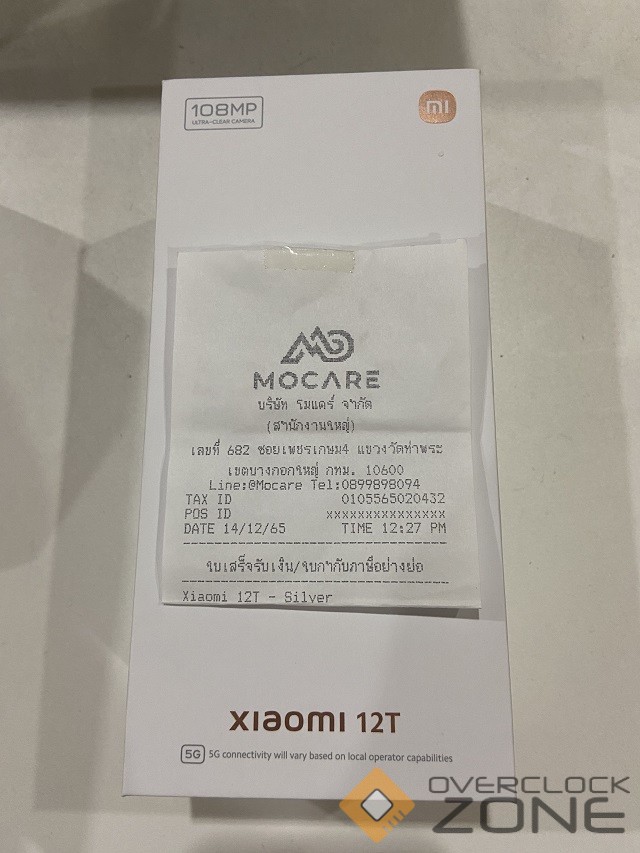 108MP
ULTRA-CLEAR CAMERA
mi
MOCARE
บริษัท โมแคร์ จำกัด
(สำนักงานใหญ่)
เลขที่ 682 ซอยเพชรเกษม4 แขวงวัดท่าพระ
เขตบางกอกใหญ่ กทม. 10600
Line:@Mocare Tel:0899898094
TAX ID 0105565020432
POS ID xxxxxxxxxxxxxxx
DATE 14/12/65 TIME 12:27 PM
ใบเสร็จรับเงิน/ใบกำกับภาษีอย่างย่อ
Xiaomi 12T - Silver
xiaomi 12T
5G 5G connectivity will vary based on local operator capabilities
OVERCLOCK
ZONE